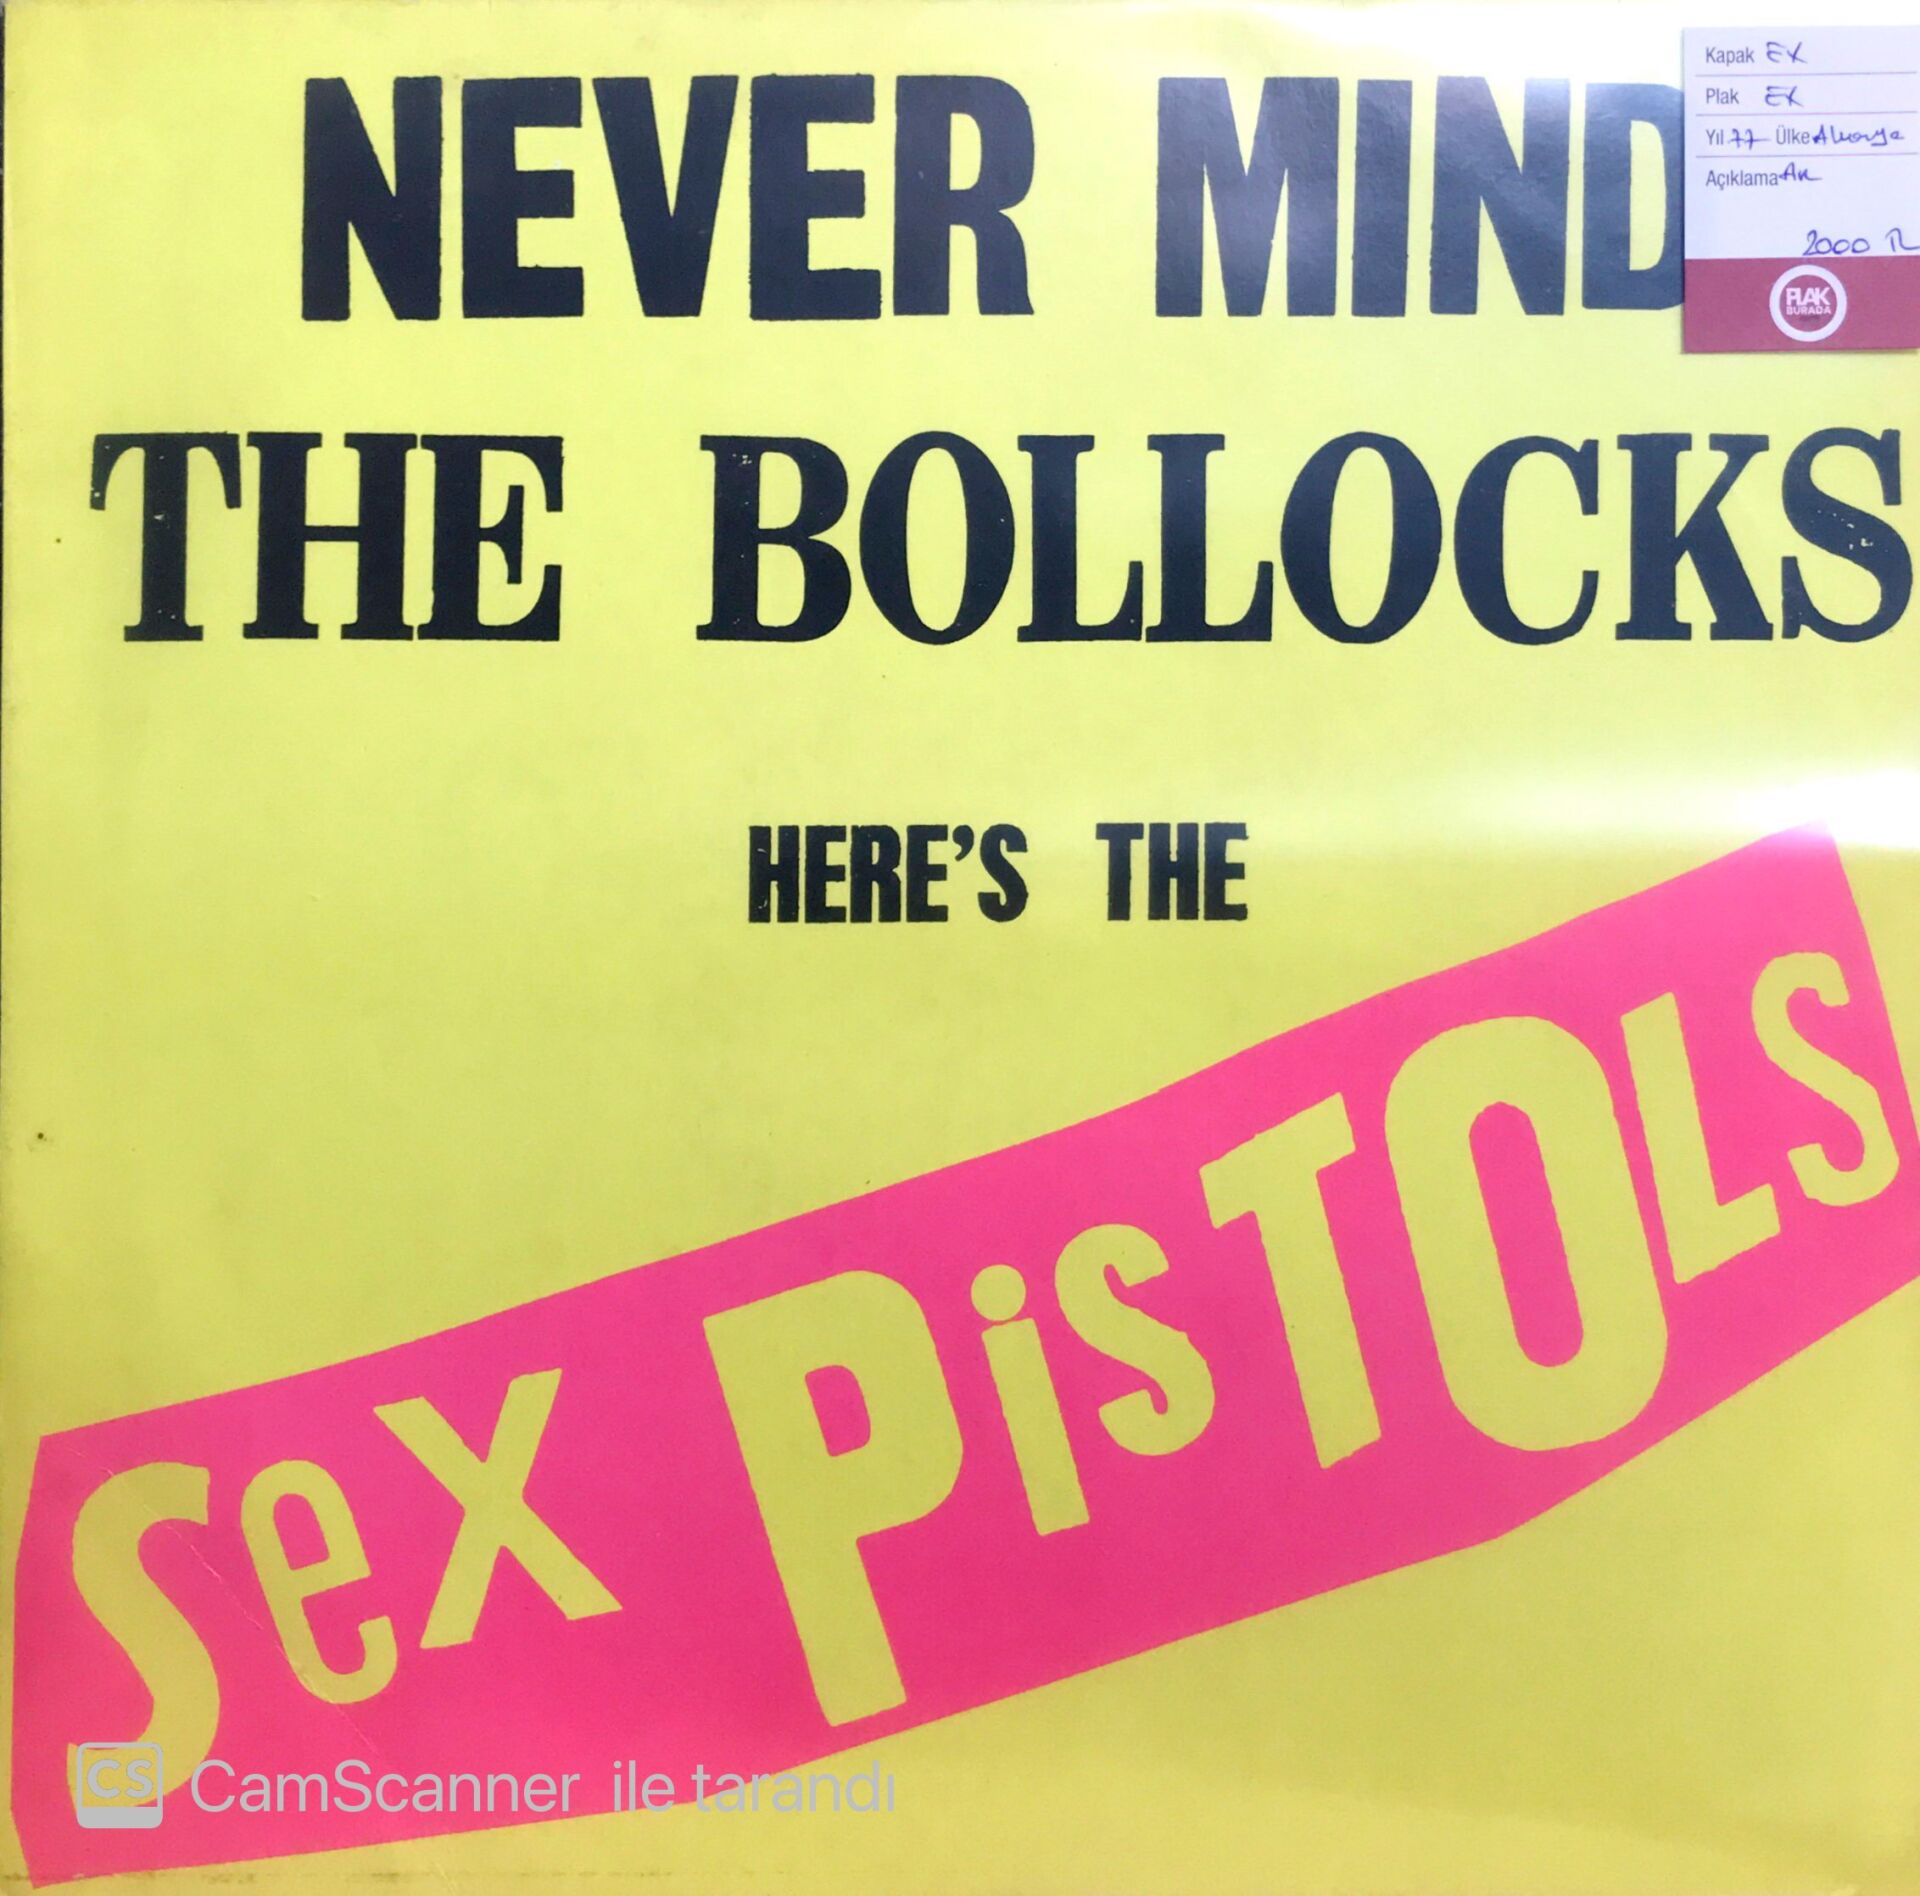 NEVER MIND
THE BOLLOCKS
HERE'S THE
Sex PiSTOLS
Kapak EX
Plak EX
Yıl 77 Ülke Almanya
Açıklama
2000 TL
PLAK
BURADA
CS CamScanner ile tarandı